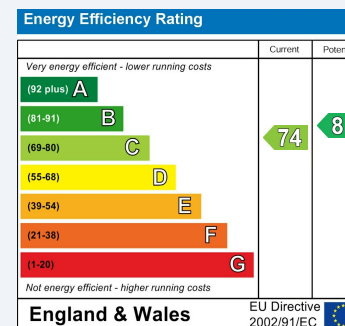 Energy Efficiency Rating
Current
Very energy efficient - lower running costs
(92 plus) A
(81-91) B
(69-80) C
74
(55-68) D
(39-54) E
(21-38) F
(1-20) G
Not energy efficient - higher running costs
England & Wales
EU Directive
2002/91/EC